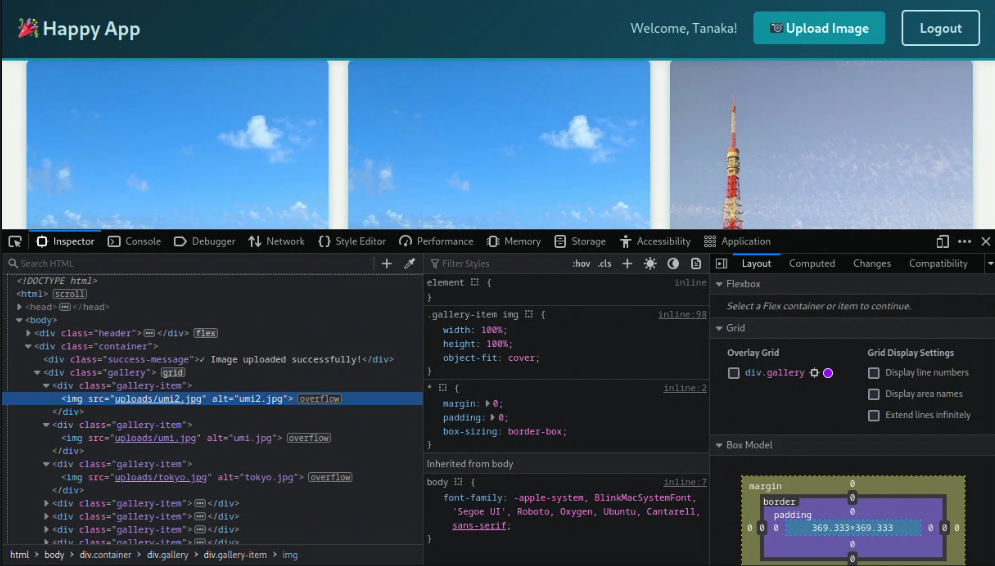 Happy App
Welcome, Tanaka!
Upload Image
Logout
Inspector
Console
Debugger
Network
Style Editor
Performance
Memory
Storage
Accessibility
Application
Search HTML
<!DOCTYPE html>
<html> scroll
<head> </head>
<body>
<div class="header"> </div> flex
<div class="container">
<div class="success-message">✓ Image uploaded successfully!</div>
<div class="gallery"> grid
<div class="gallery-item">
<img src="uploads/umi2.jpg" alt="umi2.jpg"> overflow
</div>
<div class="gallery-item">
<img src="uploads/umi.jpg" alt="umi.jpg"> overflow
</div>
<div class="gallery-item">
<img src="uploads/tokyo.jpg" alt="tokyo.jpg"> overflow
</div>
<div class="gallery-item"> </div>
<div class="gallery-item"> </div>
<div class="gallery-item"> </div>
<div class="gallery-item"> </div>
html > body > div.container > div.gallery > div.gallery-item > img
Filter Styles
:hov .cls
element { inline
}
.gallery-item img { inline:98
width: 100%;
height: 100%;
object-fit: cover;
}
* { inline:2
margin: 0;
padding: 0;
box-sizing: border-box;
}
Inherited from body
body { inline:7
font-family: -apple-system, BlinkMacSystemFont,
'Segoe UI', Roboto, Oxygen, Ubuntu, Cantarell,
sans-serif;
}
Layout
Computed
Changes
Compatibility
Flexbox
Select a Flex container or item to continue.
Grid
Overlay Grid
div.gallery
Grid Display Settings
Display line numbers
Display area names
Extend lines infinitely
Box Model
margin
0
border
0
padding
0
0 0 0 369.333×369.333 0 0 0
0
0